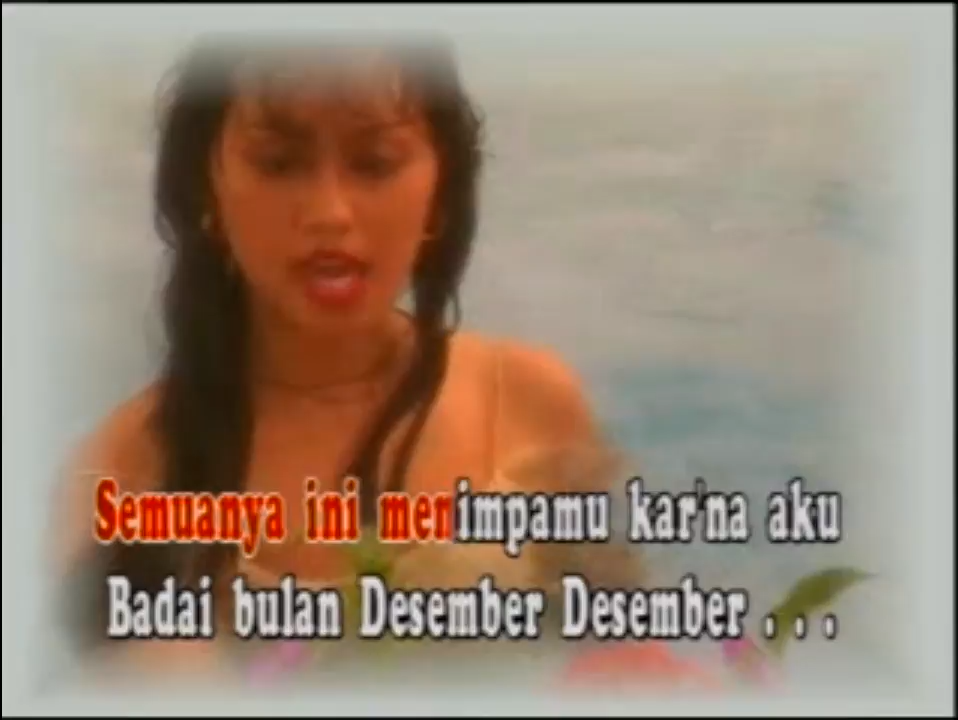 Semuanya ini menimpamu kar'na aku
Badai bulan Desember Desember . . .